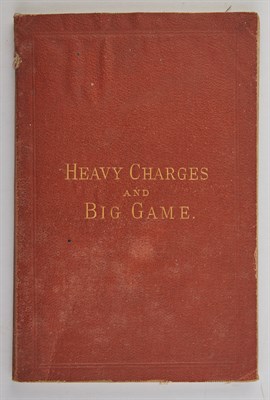 HEAVY CHARGES
AND
BIG GAME.